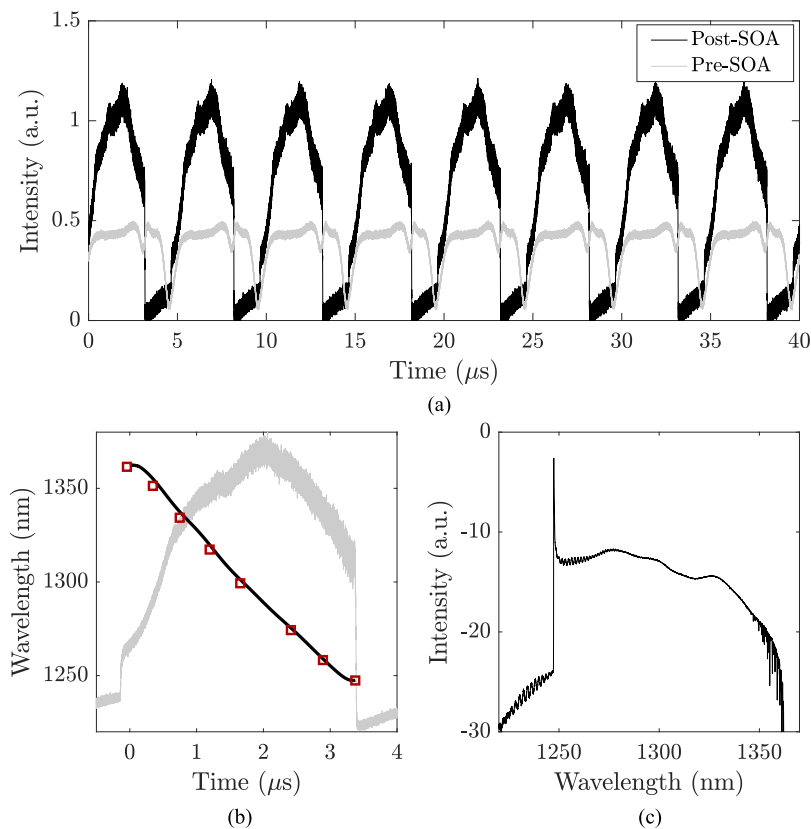 1.5
1
0.5
0
Intensity (a.u.)
Post-SOA
Pre-SOA
0 5 10 15 20 25 30 35 40
Time (μs)
(a)
1350
1300
1250
Wavelength (nm)
0 1 2 3 4
Time (μs)
(b)
0
-10
-20
-30
Intensity (a.u.)
1250 1300 1350
Wavelength (nm)
(c)